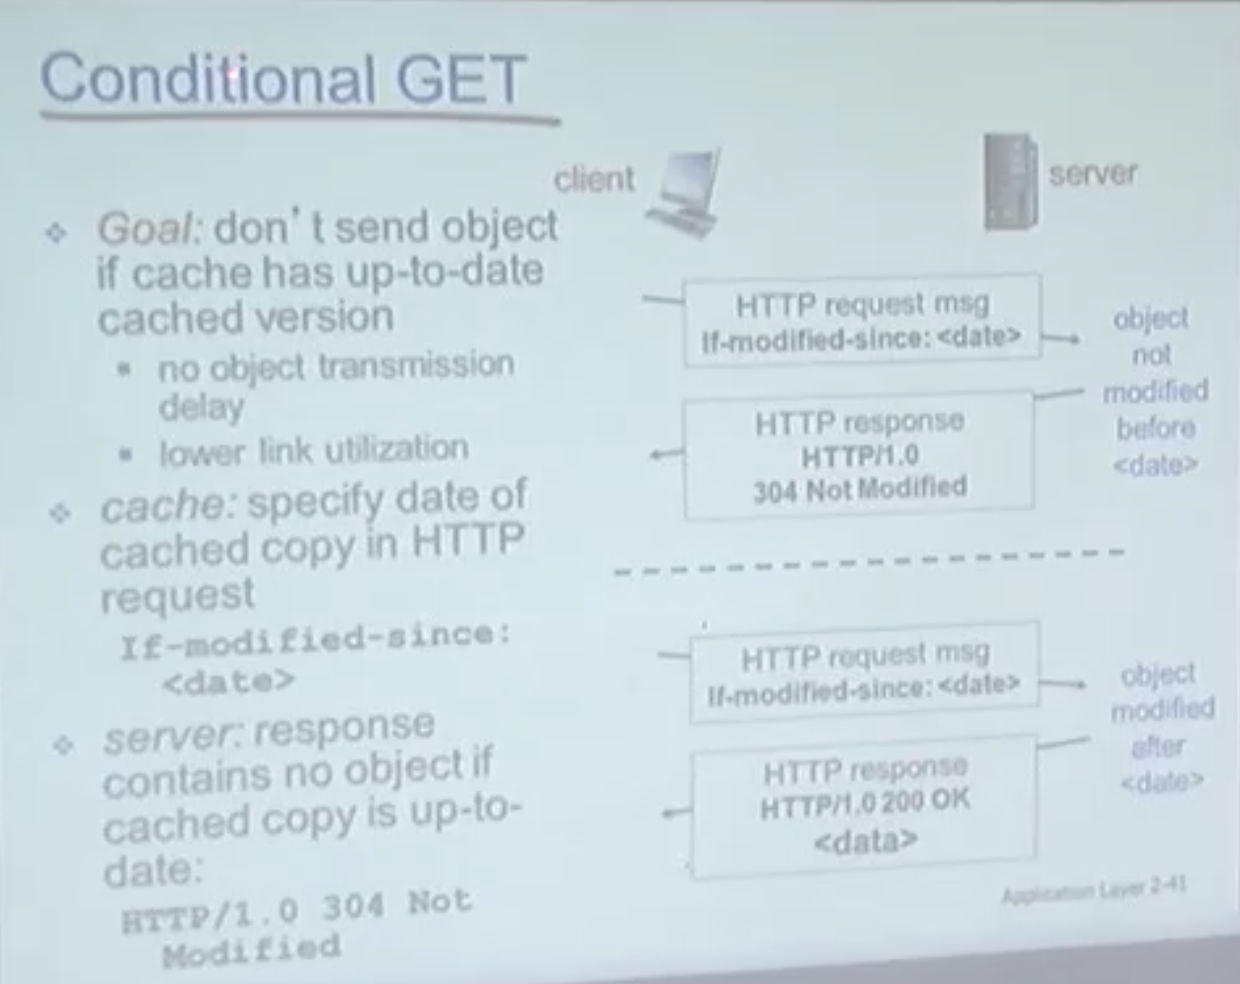 Conditional GET
client
server
❖ Goal: don't send object
if cache has up-to-date
cached version
▪ no object transmission
delay
▪ lower link utilization
❖ cache: specify date of
cached copy in HTTP
request
If-modified-since:
<date>
❖ server: response
contains no object if
cached copy is up-to-
date:
HTTP/1.0 304 Not
Modified
HTTP request msg
If-modified-since: <date>
object
not
modified
before
<date>
HTTP response
HTTP/1.0
304 Not Modified
HTTP request msg
If-modified-since: <date>
object
modified
after
<date>
HTTP response
HTTP/1.0 200 OK
<data>
Application Layer 2-41